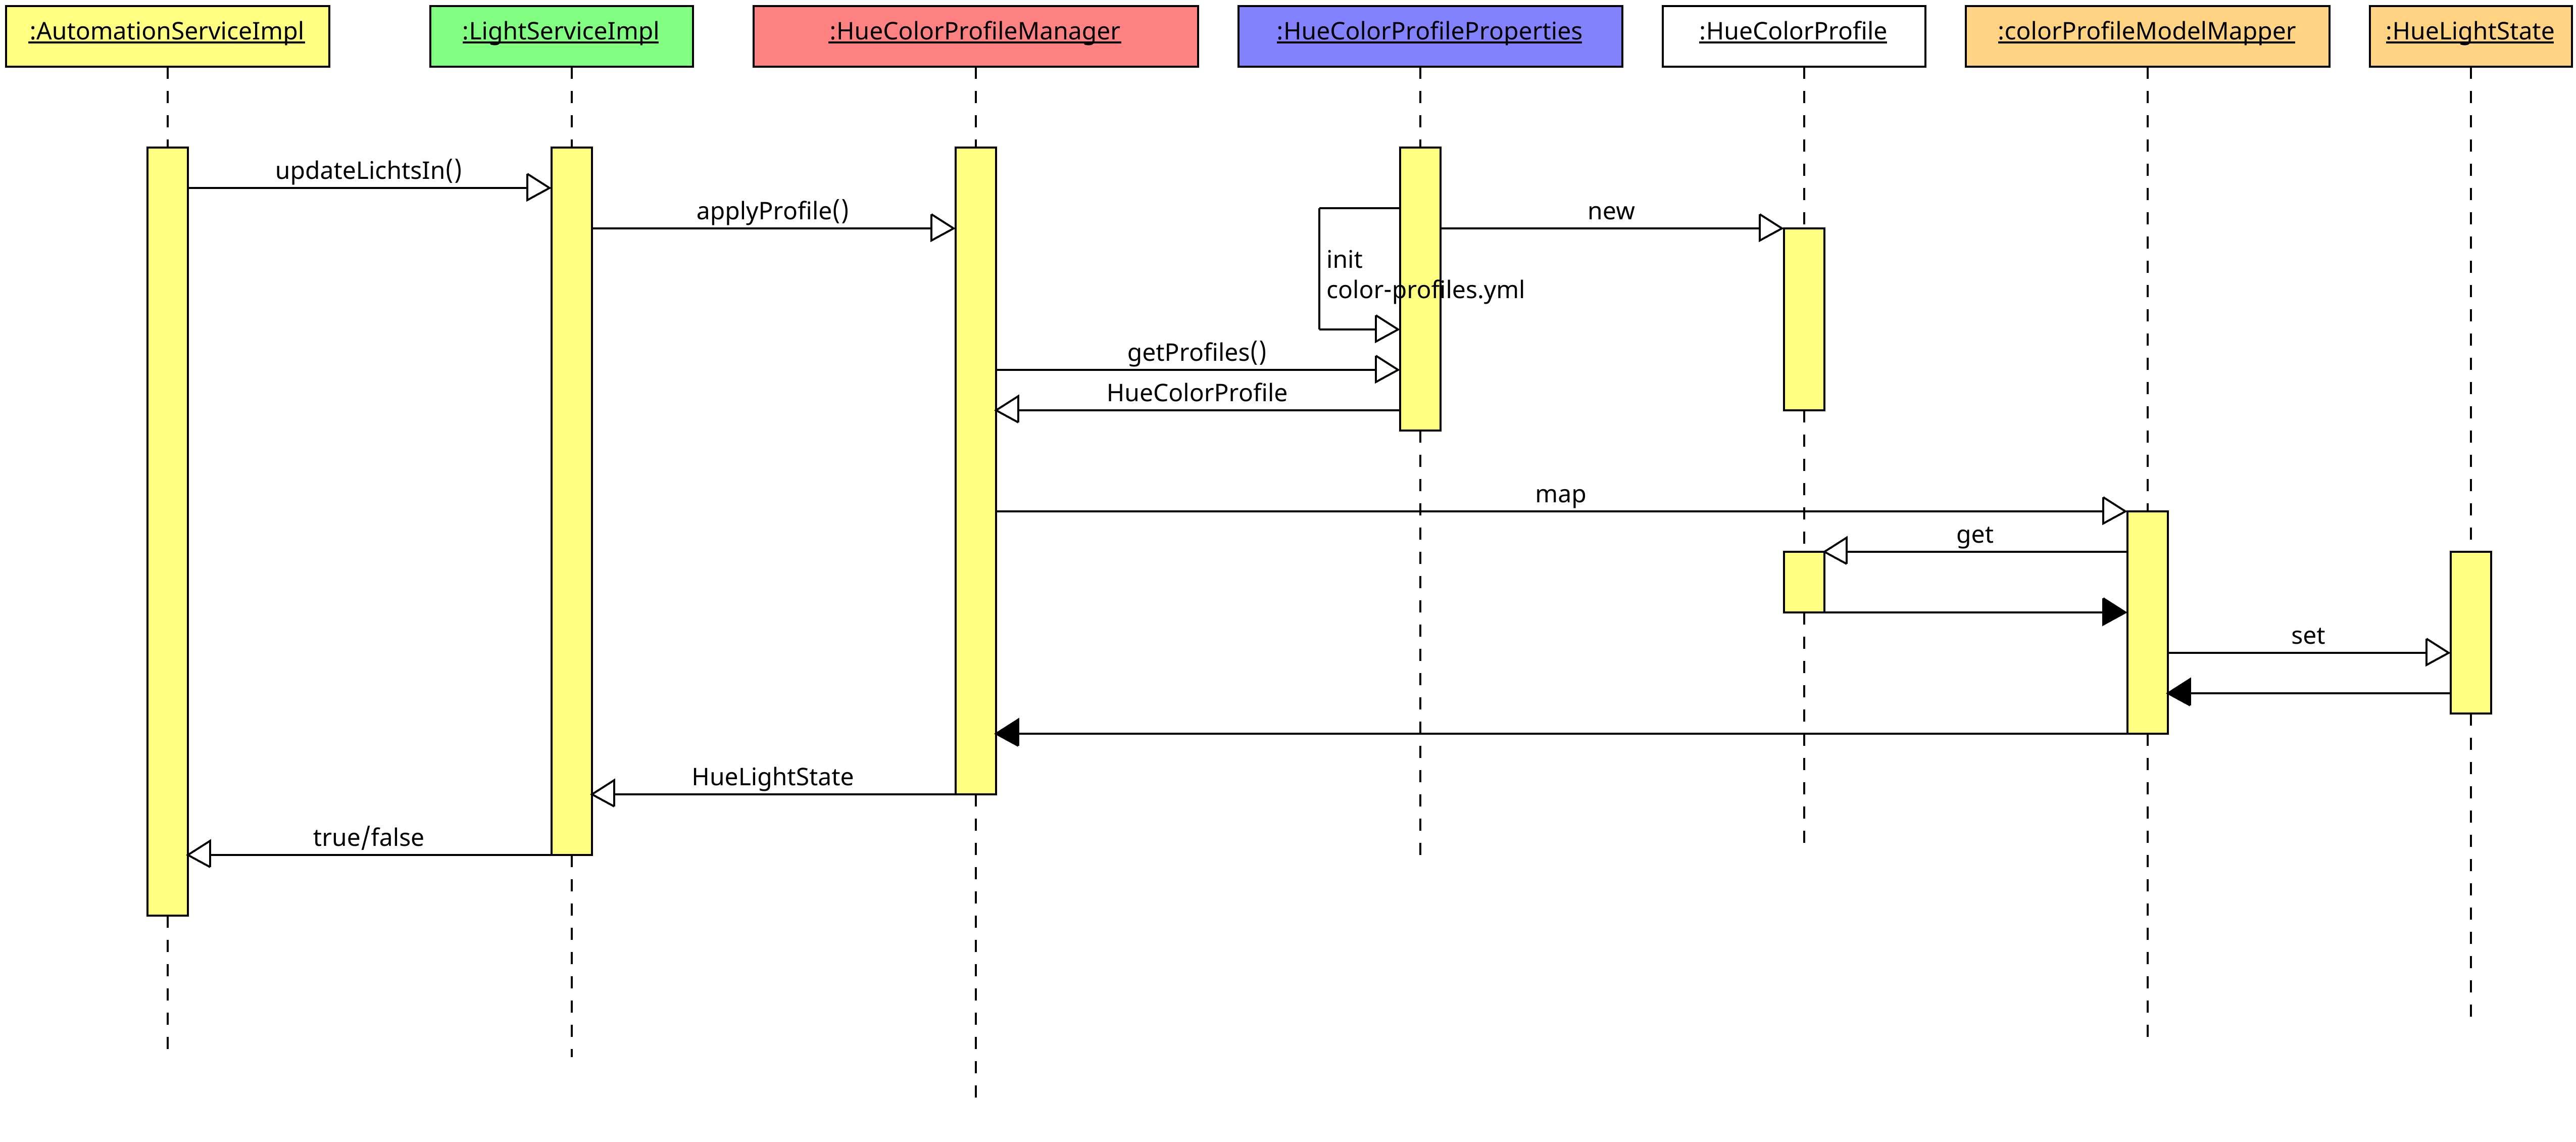 :AutomationServiceImpl
:LightServiceImpl
:HueColorProfileManager
:HueColorProfileProperties
:HueColorProfile
:colorProfileModelMapper
:HueLightState
updateLichtsIn()
applyProfile()
new
init
color-profiles.yml
getProfiles()
HueColorProfile
map
get
set
HueLightState
true/false